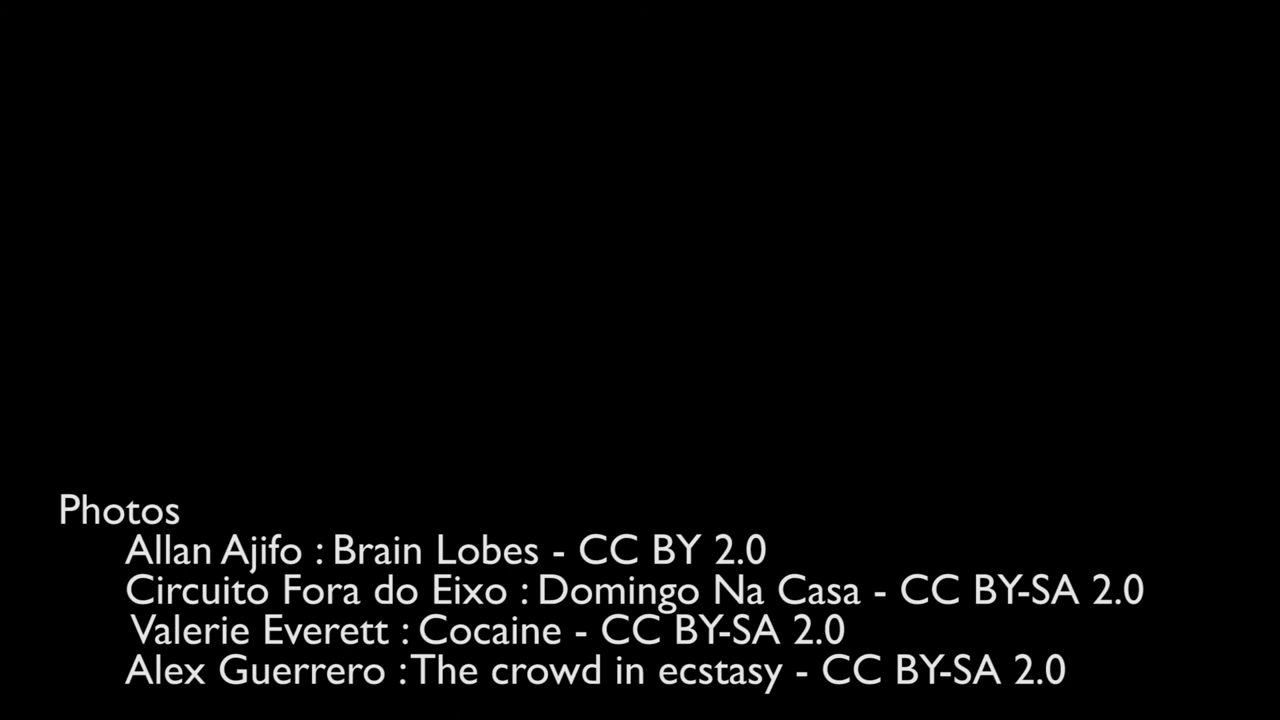 Photos
Allan Ajifo : Brain Lobes - CC BY 2.0
Circuito Fora do Eixo : Domingo Na Casa - CC BY-SA 2.0
Valerie Everett : Cocaine - CC BY-SA 2.0
Alex Guerrero : The crowd in ecstasy - CC BY-SA 2.0